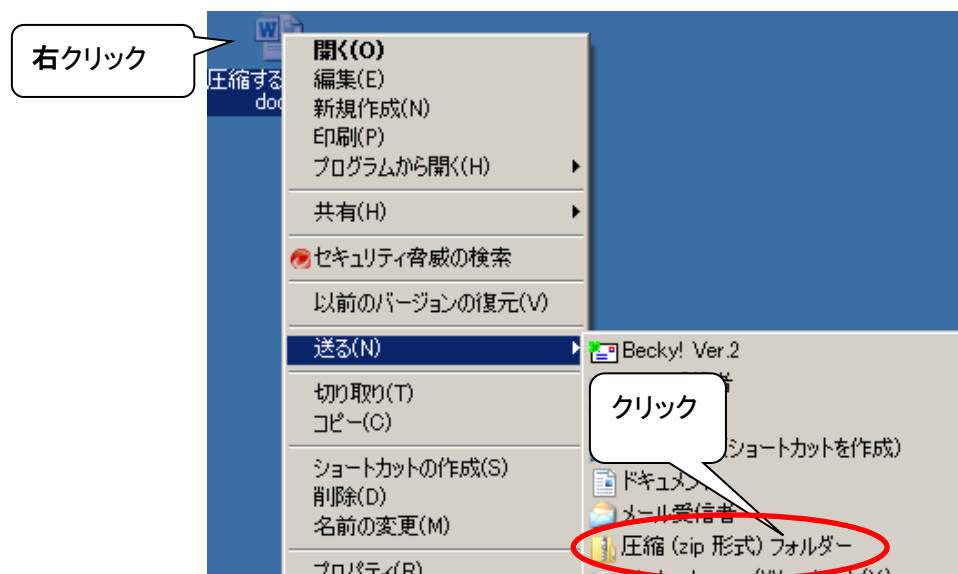 右クリック
圧縮する
doc
開く(O)
編集(E)
新規作成(N)
印刷(P)
プログラムから開く(H)
共有(H)
セキュリティ脅威の検索
以前のバージョンの復元(V)
送る(N)
切り取り(T)
コピー(C)
ショートカットの作成(S)
削除(D)
名前の変更(M)
プロパティ(R)
Becky! Ver.2
クリック
ショートカットを作成)
ドキュメント
メール受信者
圧縮 (zip 形式) フォルダー